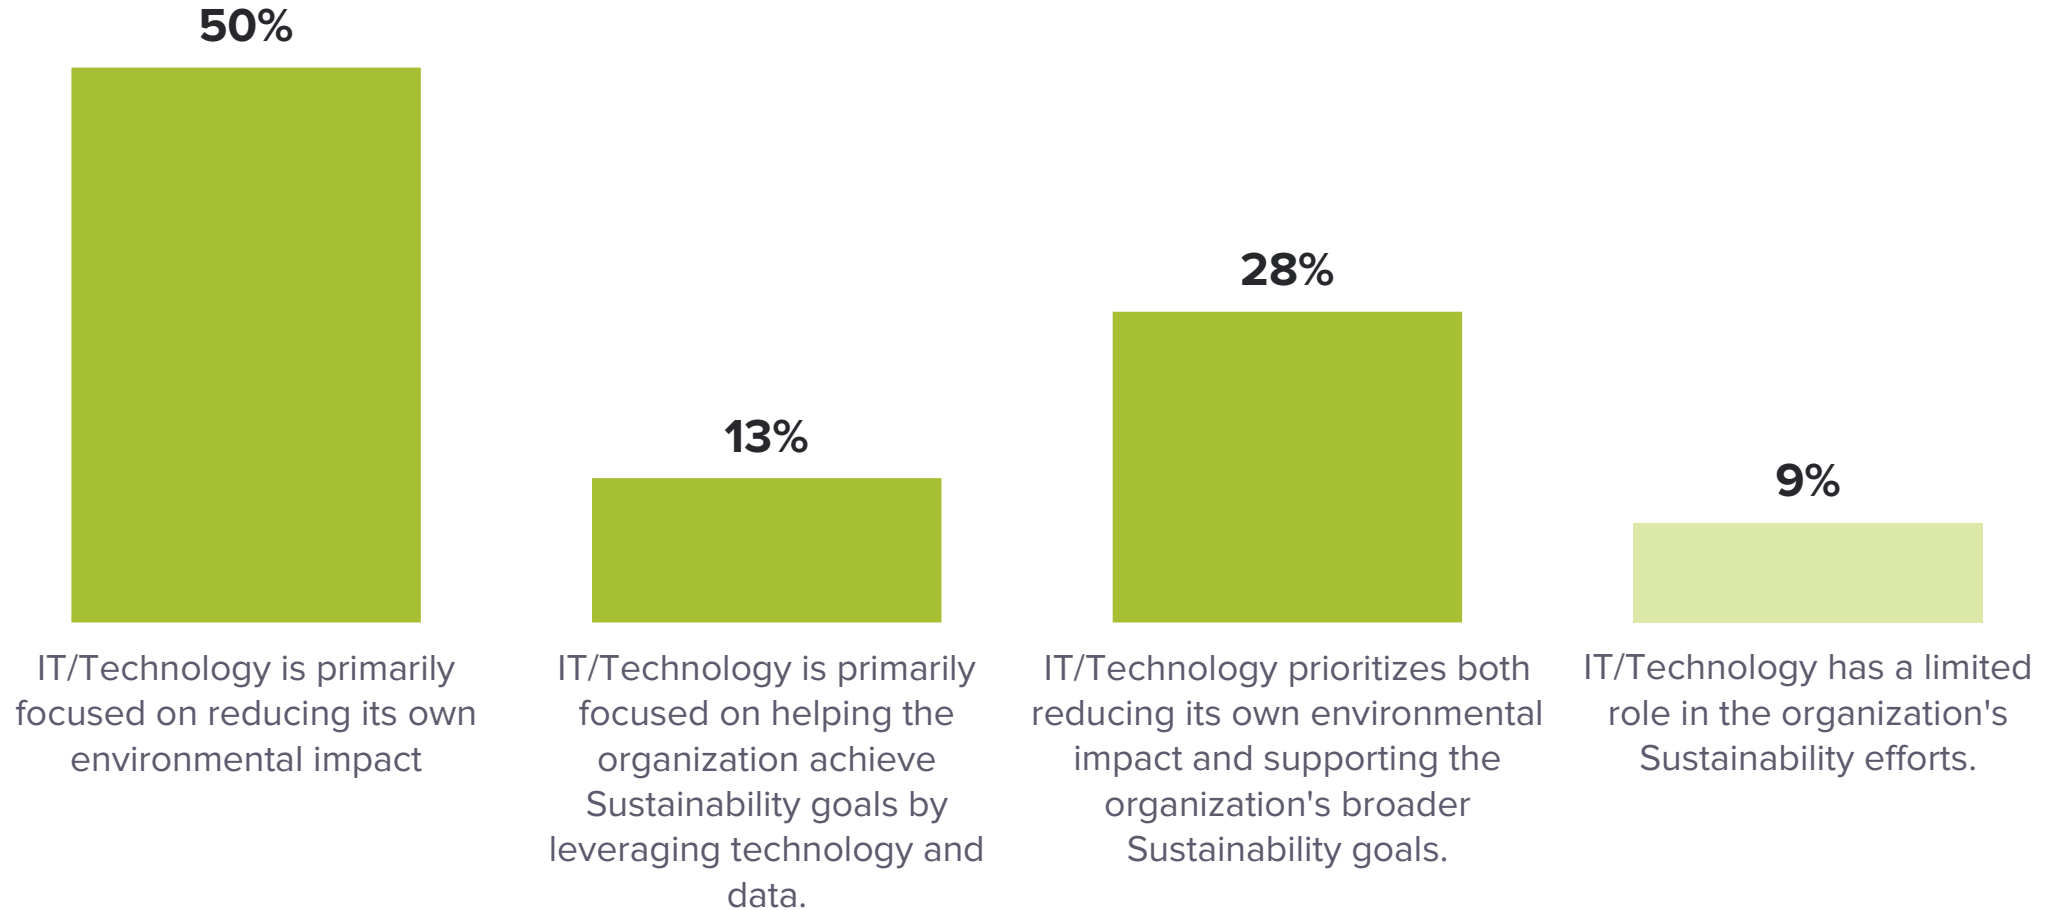 50%
IT/Technology is primarily
focused on reducing its own
environmental impact
13%
IT/Technology is primarily
focused on helping the
organization achieve
Sustainability goals by
leveraging technology and
data.
28%
IT/Technology prioritizes both
reducing its own environmental
impact and supporting the
organization's broader
Sustainability goals.
9%
IT/Technology has a limited
role in the organization's
Sustainability efforts.